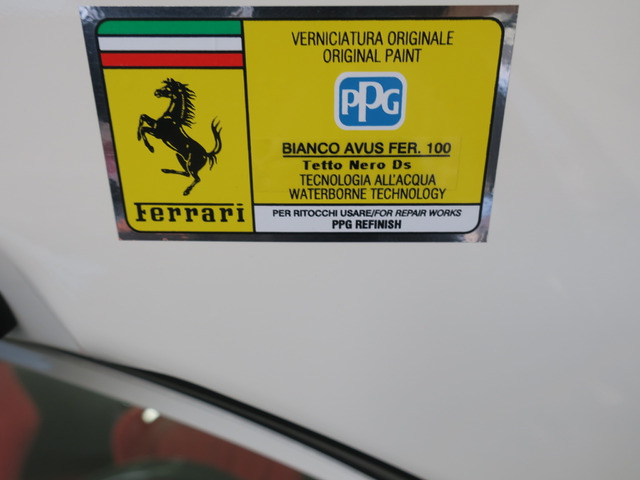 VERNICIATURA ORIGINALE
ORIGINAL PAINT
PPG
BIANCO AVUS FER. 100
Tetto Nero Ds
TECNOLOGIA ALL'ACQUA
WATERBORNE TECHNOLOGY
Ferrari
PER RITOCCHI USARE/FOR REPAIR WORKS
PPG REFINISH